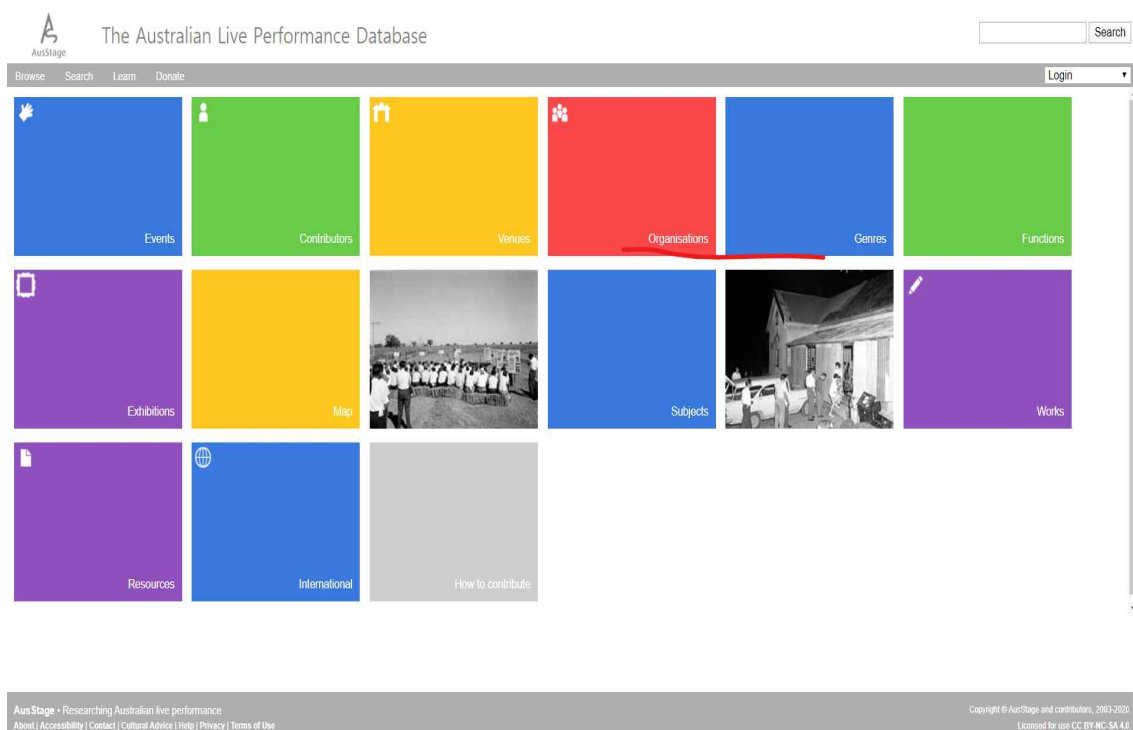 The Australian Live Performance Database
Search
AusStage
Browse Search Learn Donate
Login
Events
Contributors
Venues
Organisations
Genres
Functions
Exhibitions
Map
Subjects
Works
Resources
International
How to contribute
AusStage • Researching Australian live performance
Copyright © AusStage and contributors, 2003-2020.
About | Accessibility | Contact | Cultural Advice | Help | Privacy | Terms of Use
Licensed for use CC BY-NC-SA 4.0.